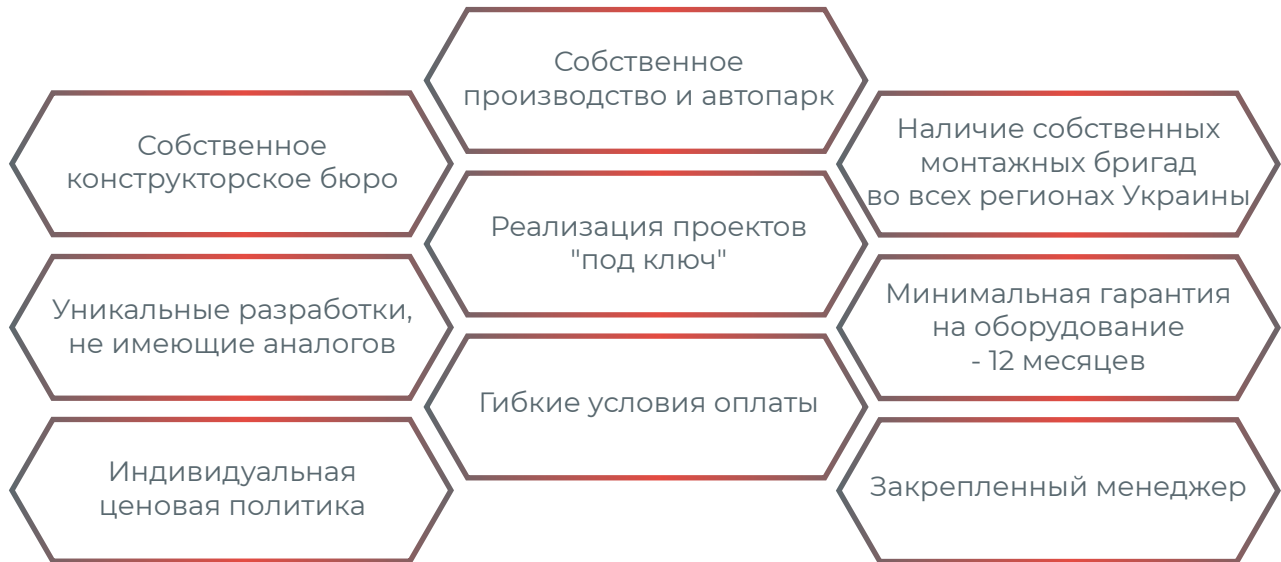 Собственное
производство и автопарк
Собственное
конструкторское бюро
Наличие собственных
монтажных бригад
во всех регионах Украины
Реализация проектов
"под ключ"
Уникальные разработки,
не имеющие аналогов
Минимальная гарантия
на оборудование
- 12 месяцев
Гибкие условия оплаты
Индивидуальная
ценовая политика
Закрепленный менеджер